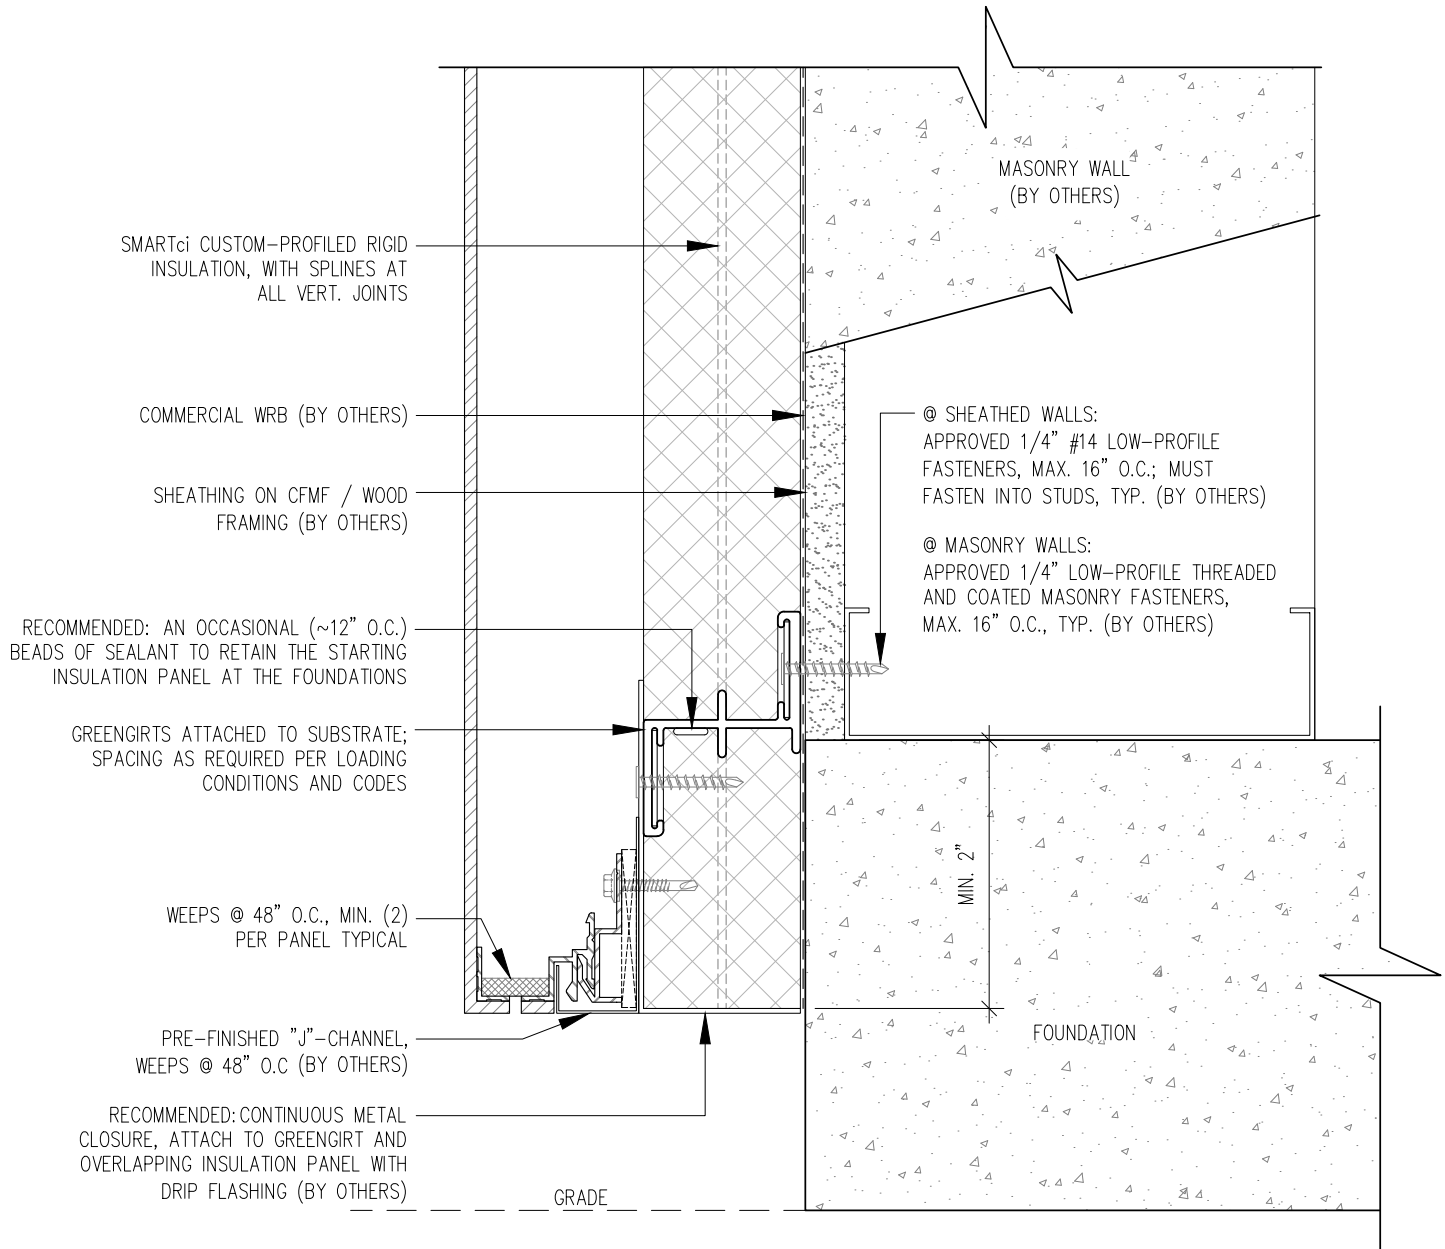 MASONRY WALL
(BY OTHERS)
SMARTci CUSTOM-PROFILED RIGID
INSULATION, WITH SPLINES AT
ALL VERT. JOINTS
COMMERCIAL WRB (BY OTHERS)
SHEATHING ON CFMF / WOOD
FRAMING (BY OTHERS)
@ SHEATHED WALLS:
APPROVED 1/4" #14 LOW-PROFILE
FASTENERS, MAX. 16" O.C.; MUST
FASTEN INTO STUDS, TYP. (BY OTHERS)
@ MASONRY WALLS:
APPROVED 1/4" LOW-PROFILE THREADED
AND COATED MASONRY FASTENERS,
MAX. 16" O.C., TYP. (BY OTHERS)
RECOMMENDED: AN OCCASIONAL (~12" O.C.)
BEADS OF SEALANT TO RETAIN THE STARTING
INSULATION PANEL AT THE FOUNDATIONS
GREENGIRTS ATTACHED TO SUBSTRATE;
SPACING AS REQUIRED PER LOADING
CONDITIONS AND CODES
MIN. 2"
WEEPS @ 48" O.C., MIN. (2)
PER PANEL TYPICAL
FOUNDATION
PRE-FINISHED "J"-CHANNEL,
WEEPS @ 48" O.C (BY OTHERS)
RECOMMENDED: CONTINUOUS METAL
CLOSURE, ATTACH TO GREENGIRT AND
OVERLAPPING INSULATION PANEL WITH
DRIP FLASHING (BY OTHERS)
GRADE